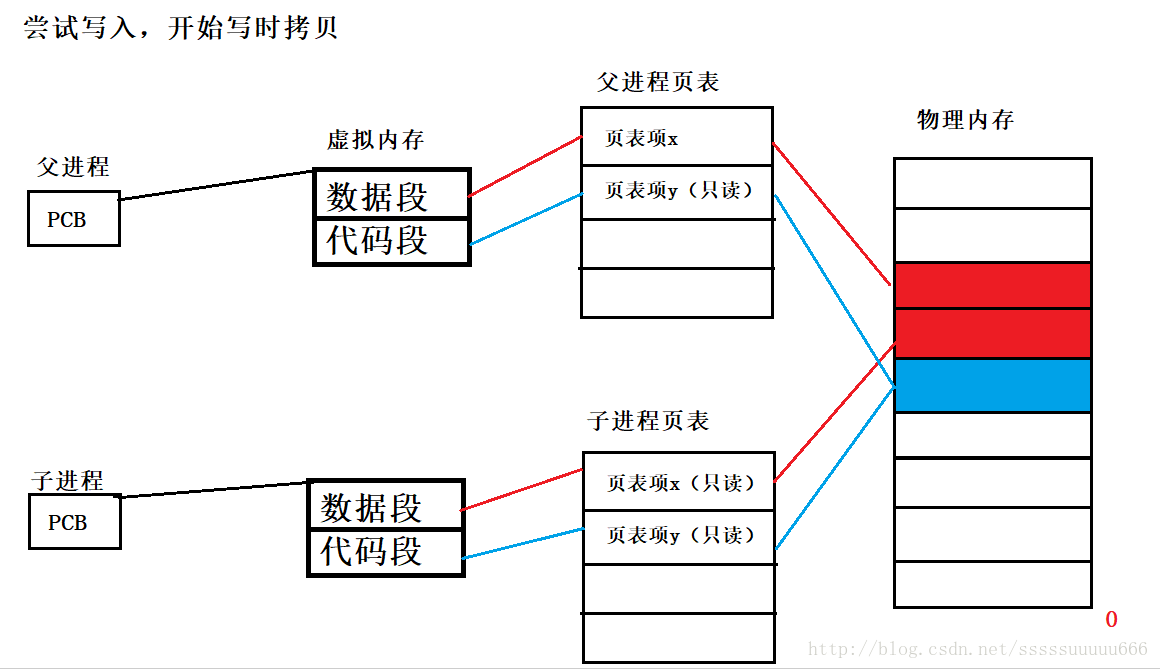 尝试写入，开始写时拷贝
父进程页表
物理内存
虚拟内存
父进程
页表项x
数据段
页表项y（只读）
PCB
代码段
子进程页表
子进程
页表项x（只读）
数据段
PCB
页表项y（只读）
代码段
0
http://blog.csdn.net/sssssuuuuu666